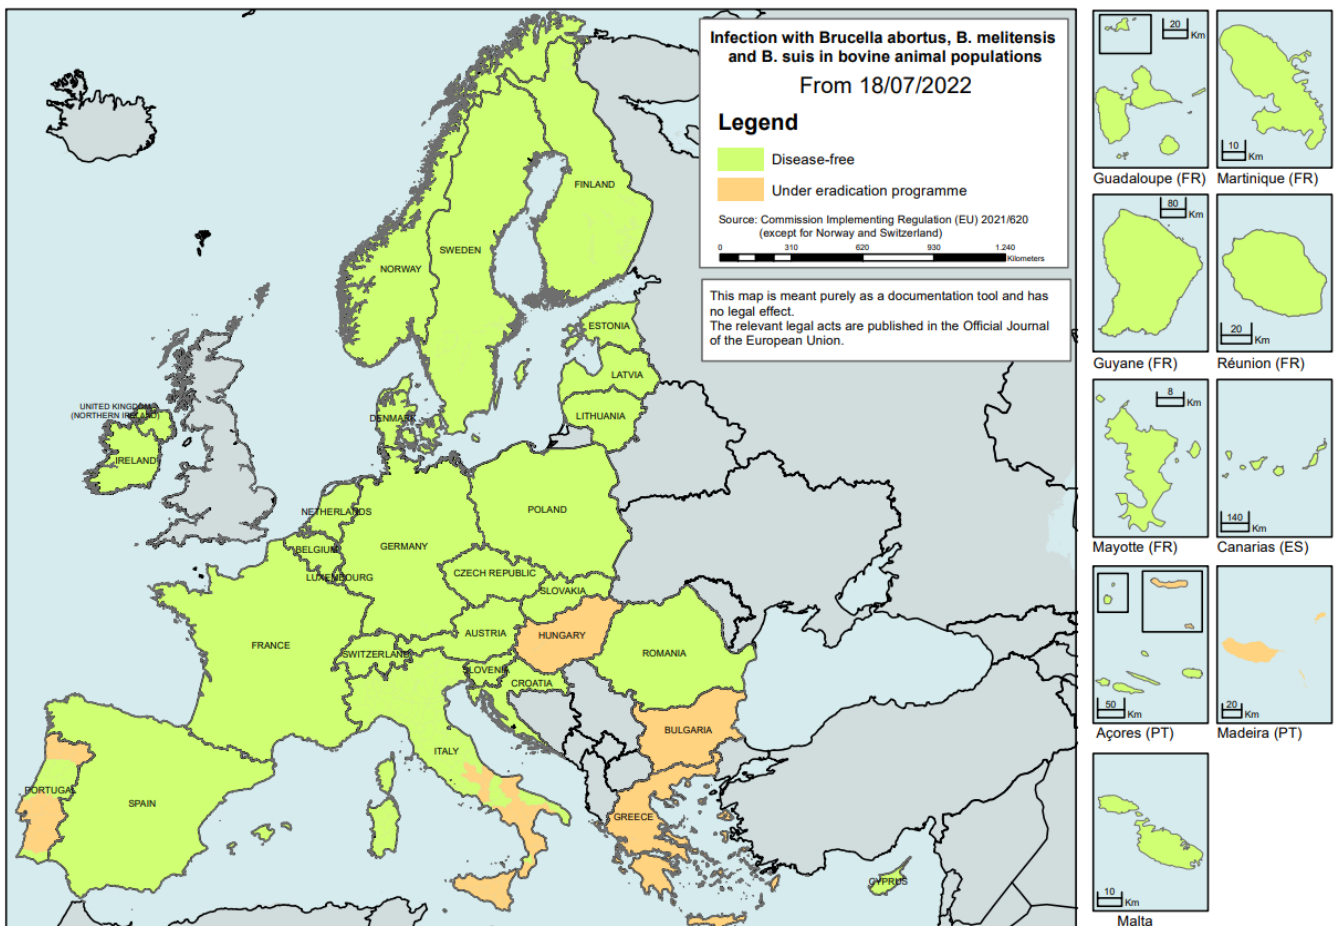 Infection with Brucella abortus, B. melitensis
and B. suis in bovine animal populations
From 18/07/2022
Legend
Disease-free
Under eradication programme
Source: Commission Implementing Regulation (EU) 2021/620
(except for Norway and Switzerland)
0 310 620 930 1.240
Kilometers
This map is meant purely as a documentation tool and has
no legal effect.
The relevant legal acts are published in the Official Journal
of the European Union.
FINLAND
SWEDEN
NORWAY
ESTONIA
LATVIA
LITHUANIA
DENMARK
UNITED KINGDOM
(NORTHERN IRELAND)
IRELAND
NETHERLANDS
POLAND
BELGIUM
GERMANY
LUXEMBOURG
CZECH REPUBLIC
SLOVAKIA
AUSTRIA
HUNGARY
FRANCE
SWITZERLAND
ROMANIA
SLOVENIA
CROATIA
BULGARIA
ITALY
PORTUGAL
SPAIN
GREECE
CYPRUS
20
Km
Guadaloupe (FR)
10
Km
Martinique (FR)
80
Km
Guyane (FR)
20
Km
Réunion (FR)
8
Km
Mayotte (FR)
140
Km
Canarias (ES)
50
Km
Açores (PT)
20
Km
Madeira (PT)
10
Km
Malta